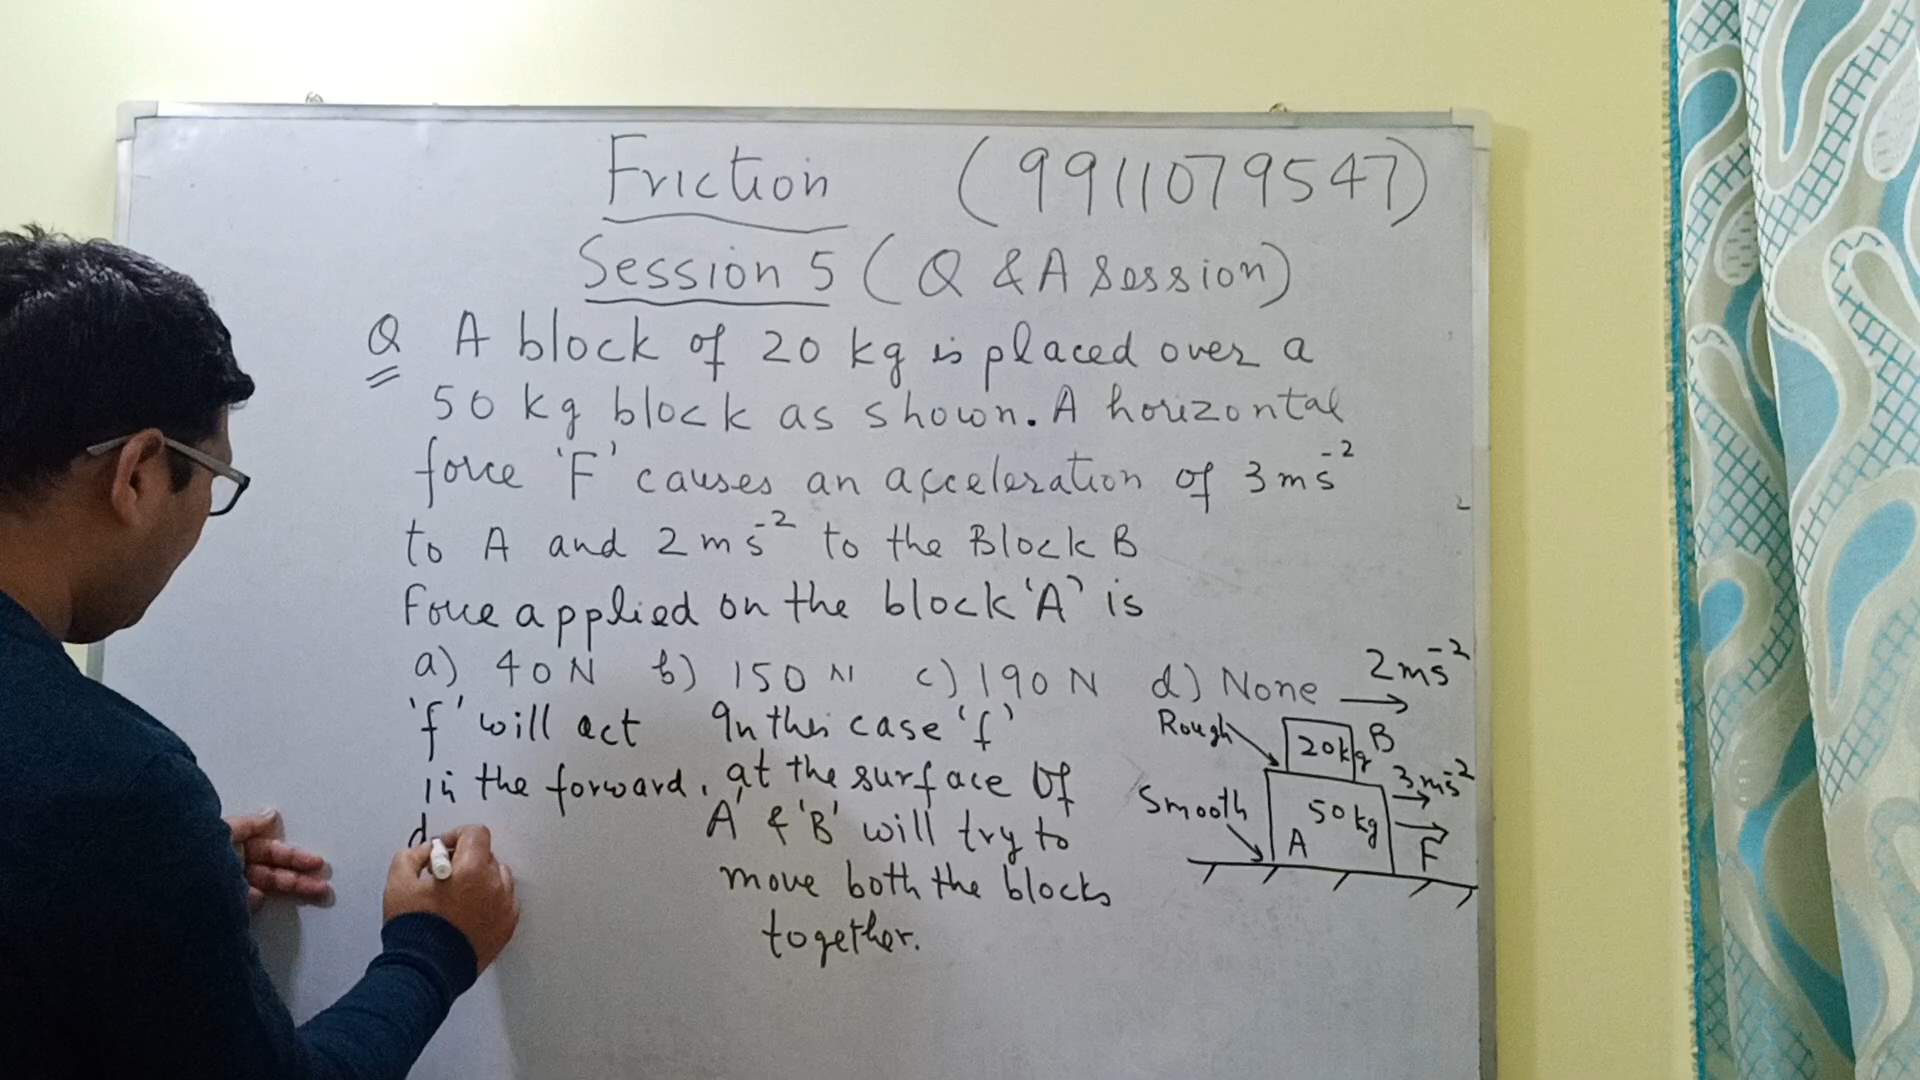 Friction (9911079547)
Session 5 (Q & A Session)
Q A block of 20 kg is placed over a
50 kg block as shown. A horizontal
force 'F' causes an acceleration of 3 ms⁻²
to A and 2 ms⁻² to the Block B
Force applied on the block 'A' is
a) 40 N b) 150 N c) 190 N d) None
'f' will act
in the forward.
d
In this case 'f'
at the surface of
'A' & 'B' will try to
move both the blocks
together.
2 ms⁻²
Rough
20 kg B
3 ms⁻²
Smooth
50 kg
A
F